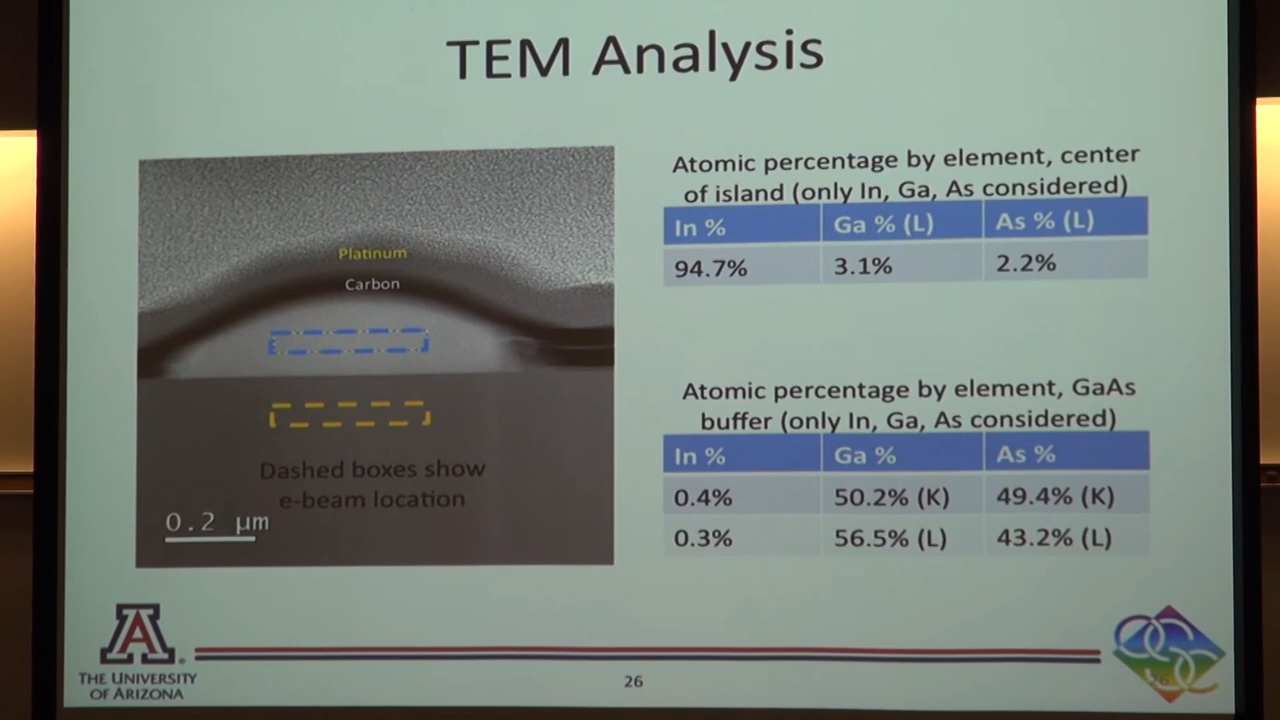 TEM Analysis
Platinum
Carbon
Dashed boxes show
e-beam location
0.2 μm
Atomic percentage by element, center
of island (only In, Ga, As considered)
In % Ga % (L) As % (L)
94.7% 3.1% 2.2%
Atomic percentage by element, GaAs
buffer (only In, Ga, As considered)
In % Ga % As %
0.4% 50.2% (K) 49.4% (K)
0.3% 56.5% (L) 43.2% (L)
A
THE UNIVERSITY
OF ARIZONA
26
OSC
26